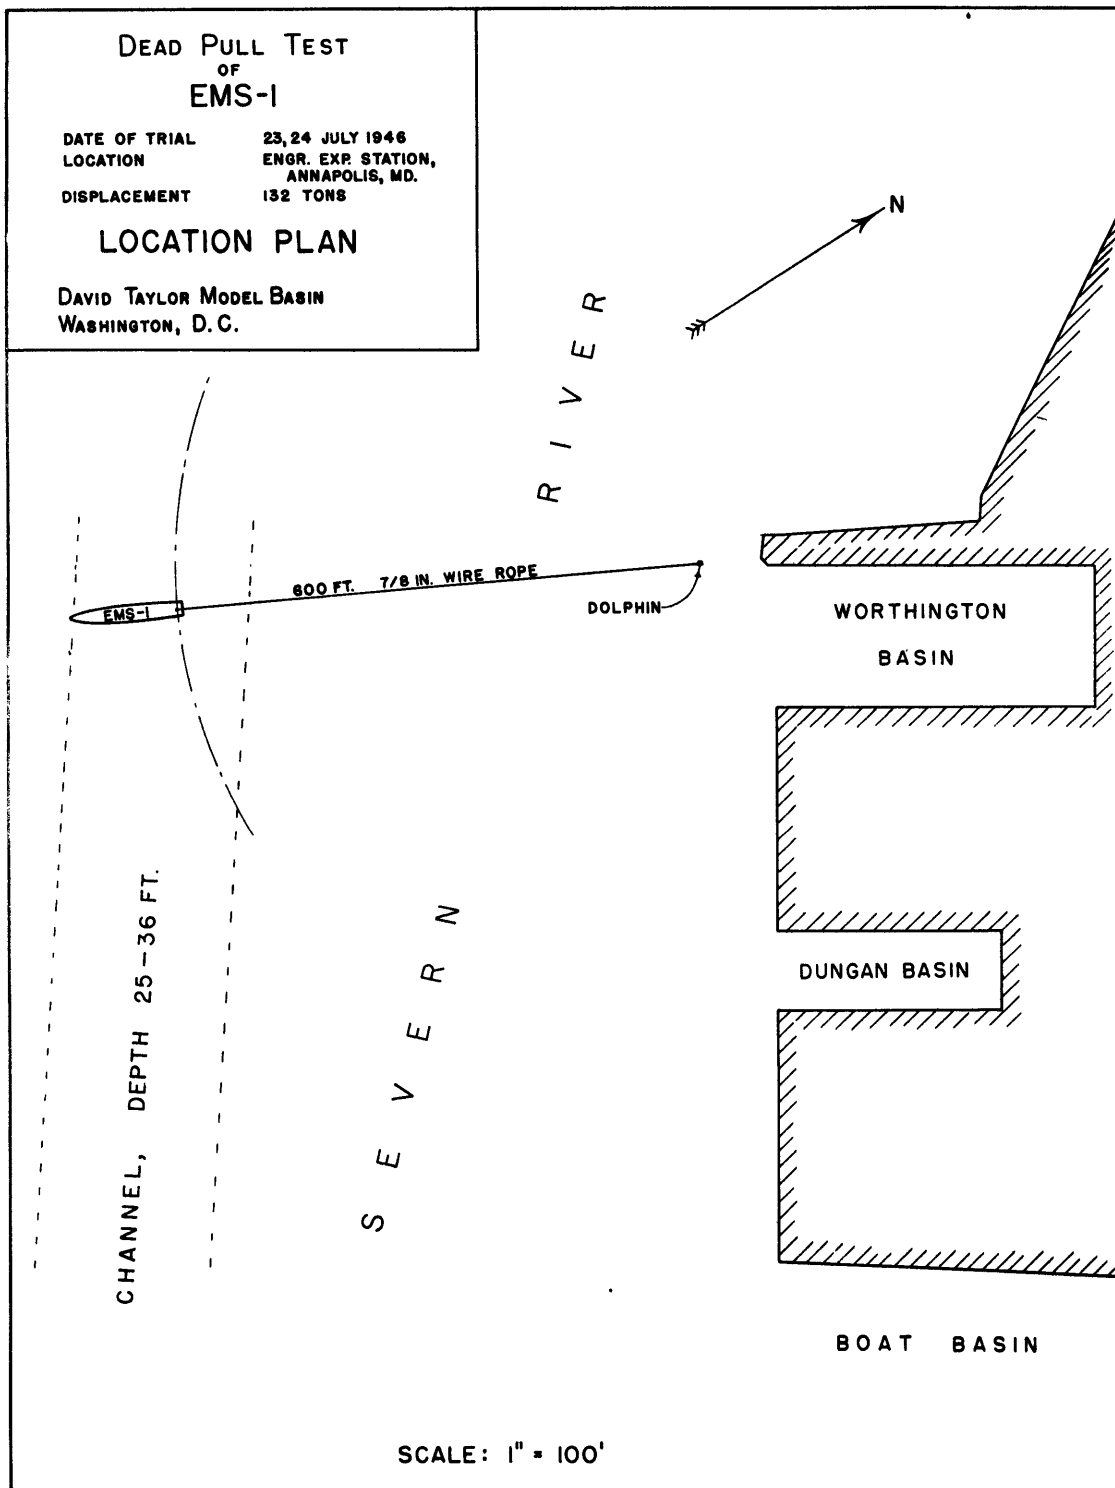 DEAD PULL TEST
OF
EMS-1
DATE OF TRIAL 23, 24 JULY 1946
LOCATION ENGR. EXP. STATION,
ANNAPOLIS, MD.
DISPLACEMENT 132 TONS
LOCATION PLAN
DAVID TAYLOR MODEL BASIN
WASHINGTON, D.C.
N
RIVER
600 FT. 7/8 IN. WIRE ROPE
EMS-1
DOLPHIN
WORTHINGTON
BASIN
CHANNEL, DEPTH 25-36 FT.
SEVERN
DUNGAN BASIN
BOAT BASIN
SCALE: 1" = 100'